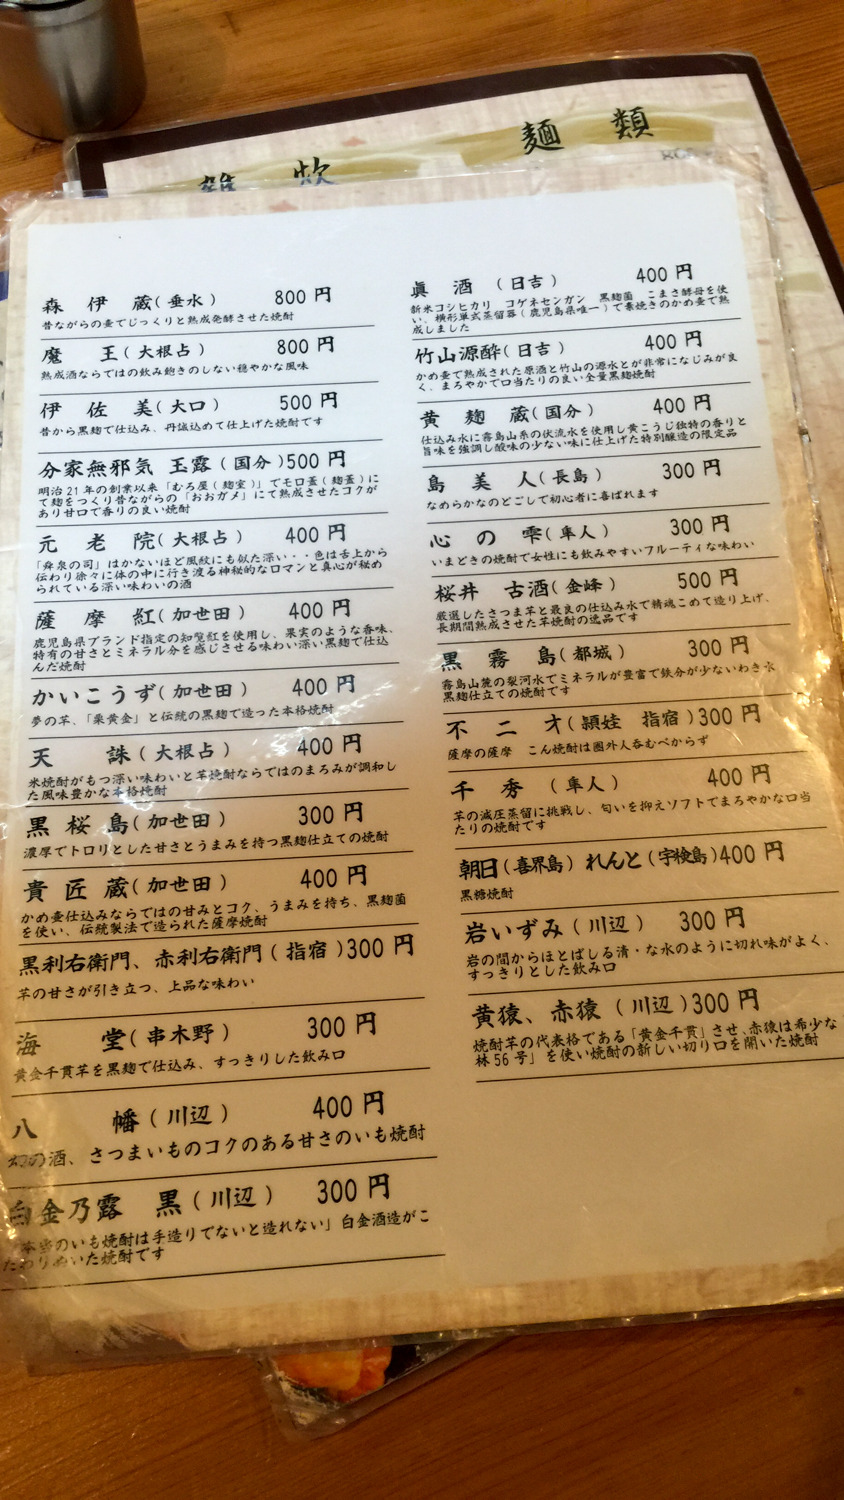 麺 類
雑 炊
森 伊 蔵(垂水) 800円
昔ながらの壷でじっくりと熟成発酵させた焼酎
魔 王(大根占) 800円
熟成酒ならではの飲み飽きのしない穏やかな風味
伊 佐 美(大口) 500円
昔から黒麹で仕込み、丹誠込めて仕上げた焼酎です
分家無邪気 玉露(国分)500円
明治21年の創業以来「むろ屋(麹室)」でモロ蓋(麹蓋)に
て麹をつくり昔ながらの「おおガメ」にて熟成させたコクが
あり甘口で香りの良い焼酎
元 老 院(大根占) 400円
「舜泉の司」はかないほど風紋にも似た深い・・色は舌上から
伝わり徐々に体の中に行き渡る神秘的なロマンと真心が秘め
られている深い味わいの酒
薩 摩 紅(加世田) 400円
鹿児島県ブランド指定の知覧紅を使用し、果実のような香味、
特有の甘さとミネラル分を感じさせる味わい深い黒麹で仕込
んだ焼酎
かいこうず(加世田) 400円
夢の芋、「栗黄金」と伝統の黒麹で造った本格焼酎
天 誅(大根占) 400円
米焼酎がもつ深い味わいと芋焼酎ならではのまろみが調和し
た風味豊かな本格焼酎
黒 桜 島(加世田) 300円
濃厚でトロリとした甘さとうまみを持つ黒麹仕立ての焼酎
貴 匠 蔵(加世田) 400円
かめ壷仕込みならではの甘みとコク、うまみを持ち、黒麹菌
を使い、伝統製法で造られた薩摩焼酎
黒利右衛門、赤利右衛門(指宿)300円
芋の甘さが引き立つ、上品な味わい
海 堂(串木野) 300円
黄金千貫芋を黒麹で仕込み、すっきりした飲み口
八 幡(川辺) 400円
幻の酒、さつまいものコクのある甘さのいも焼酎
白金乃露 黒(川辺) 300円
「本当のいも焼酎は手造りでないと造れない」白金酒造がこ
だわりぬいた焼酎です
眞 酒 (日吉) 400円
新米コシヒカリ コゲネセンガン 黒麹菌 こまさ酵母を使
い、横形単式蒸留器(鹿児島県唯一)で素焼きのかめ壷で熟
成しました
竹山源酔(日吉) 400円
かめ壷で熟成された原酒と竹山の源水とが非常になじみが良
く、まろやかで口当たりの良い全量黒麹焼酎
黄 麹 蔵(国分) 400円
仕込み水に霧島山系の伏流水を使用し黄こうじ独特の香りと
旨味を強調し酸味の少ない味に仕上げた特別醸造の限定品
島 美 人(長島) 300円
なめらかなのどごしで初心者に喜ばれます
心 の 雫(隼人) 300円
いまどきの焼酎で女性にも飲みやすいフルーティな味わい
桜井 古酒(金峰) 500円
厳選したさつま芋と最良の仕込み水で精魂こめて造り上げ、
長期間熟成させた芋焼酎の逸品です
黒 霧 島(都城) 300円
霧島山麓の裂河水でミネラルが豊富で鉄分が少ないわき水
黒麹仕立ての焼酎です
不 二 才(頴娃 指宿)300円
薩摩の薩摩 こん焼酎は圏外人呑むべからず
千 秀 (隼人) 400円
芋の減圧蒸留に挑戦し、匂いを抑えソフトでまろやかな口当
たりの焼酎です
朝日(喜界島) れんと(宇検島)400円
黒糖焼酎
岩いずみ(川辺) 300円
岩の間からほとばしる清・な水のように切れ味がよく、
すっきりとした飲み口
黄猿、赤猿 (川辺)300円
焼酎芋の代表格である「黄金千貫」させ、赤猿は希少な
林56号」を使い焼酎の新しい切り口を開いた焼酎